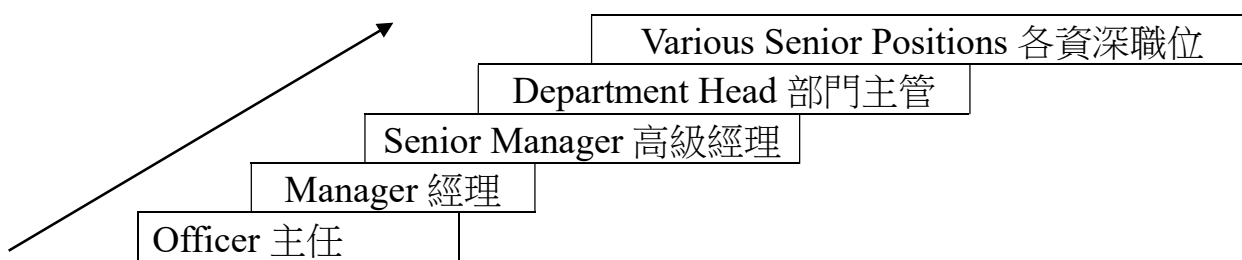 Various Senior Positions 各資深職位
Department Head 部門主管
Senior Manager 高級經理
Manager 經理
Officer 主任